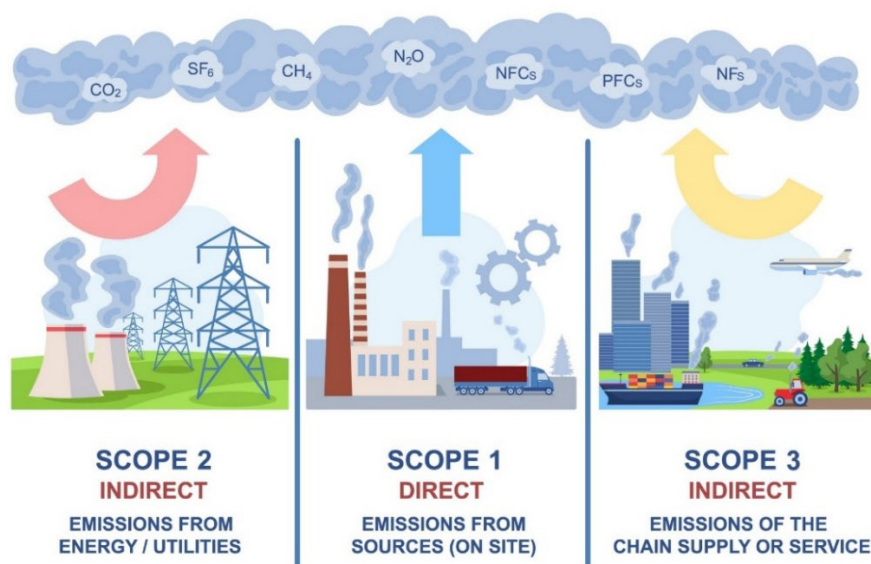 CO₂
SF₆
CH₄
N₂O
NFCs
PFCs
NFs
SCOPE 2
INDIRECT
EMISSIONS FROM
ENERGY / UTILITIES
SCOPE 1
DIRECT
EMISSIONS FROM
SOURCES (ON SITE)
SCOPE 3
INDIRECT
EMISSIONS OF THE
CHAIN SUPPLY OR SERVICE